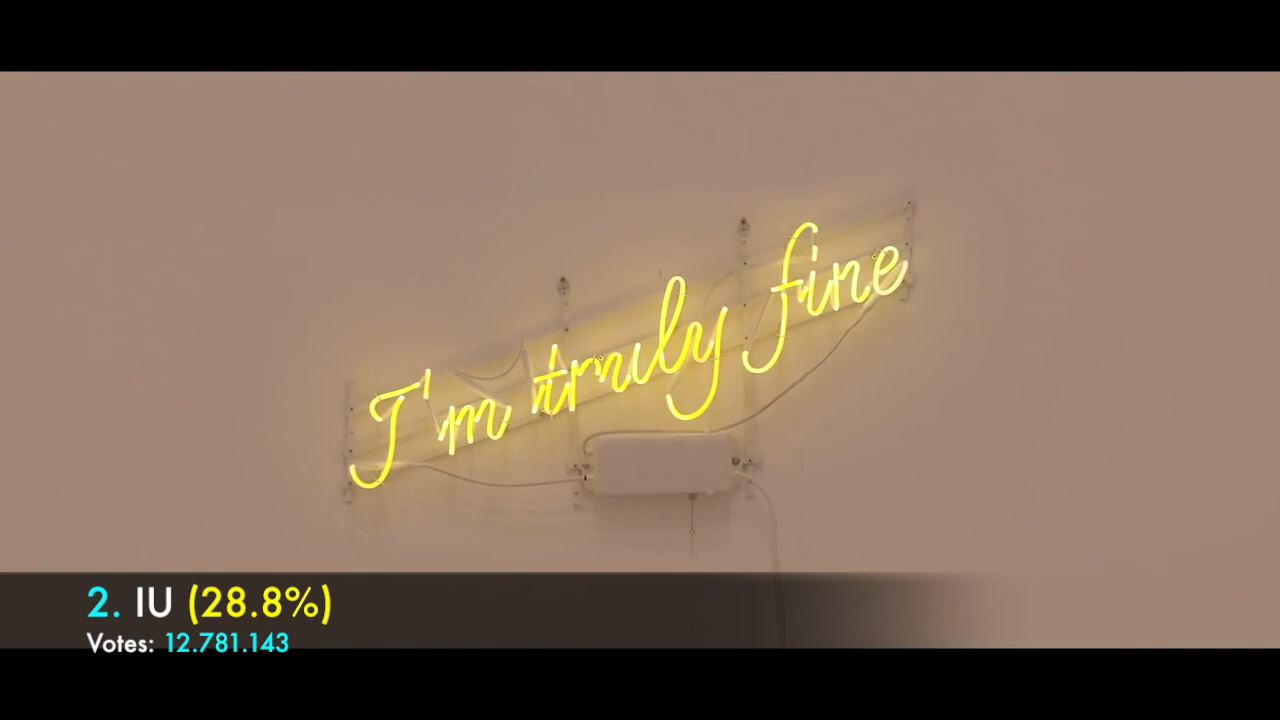 I'm truly fine
2. IU (28.8%)
Votes: 12.781.143